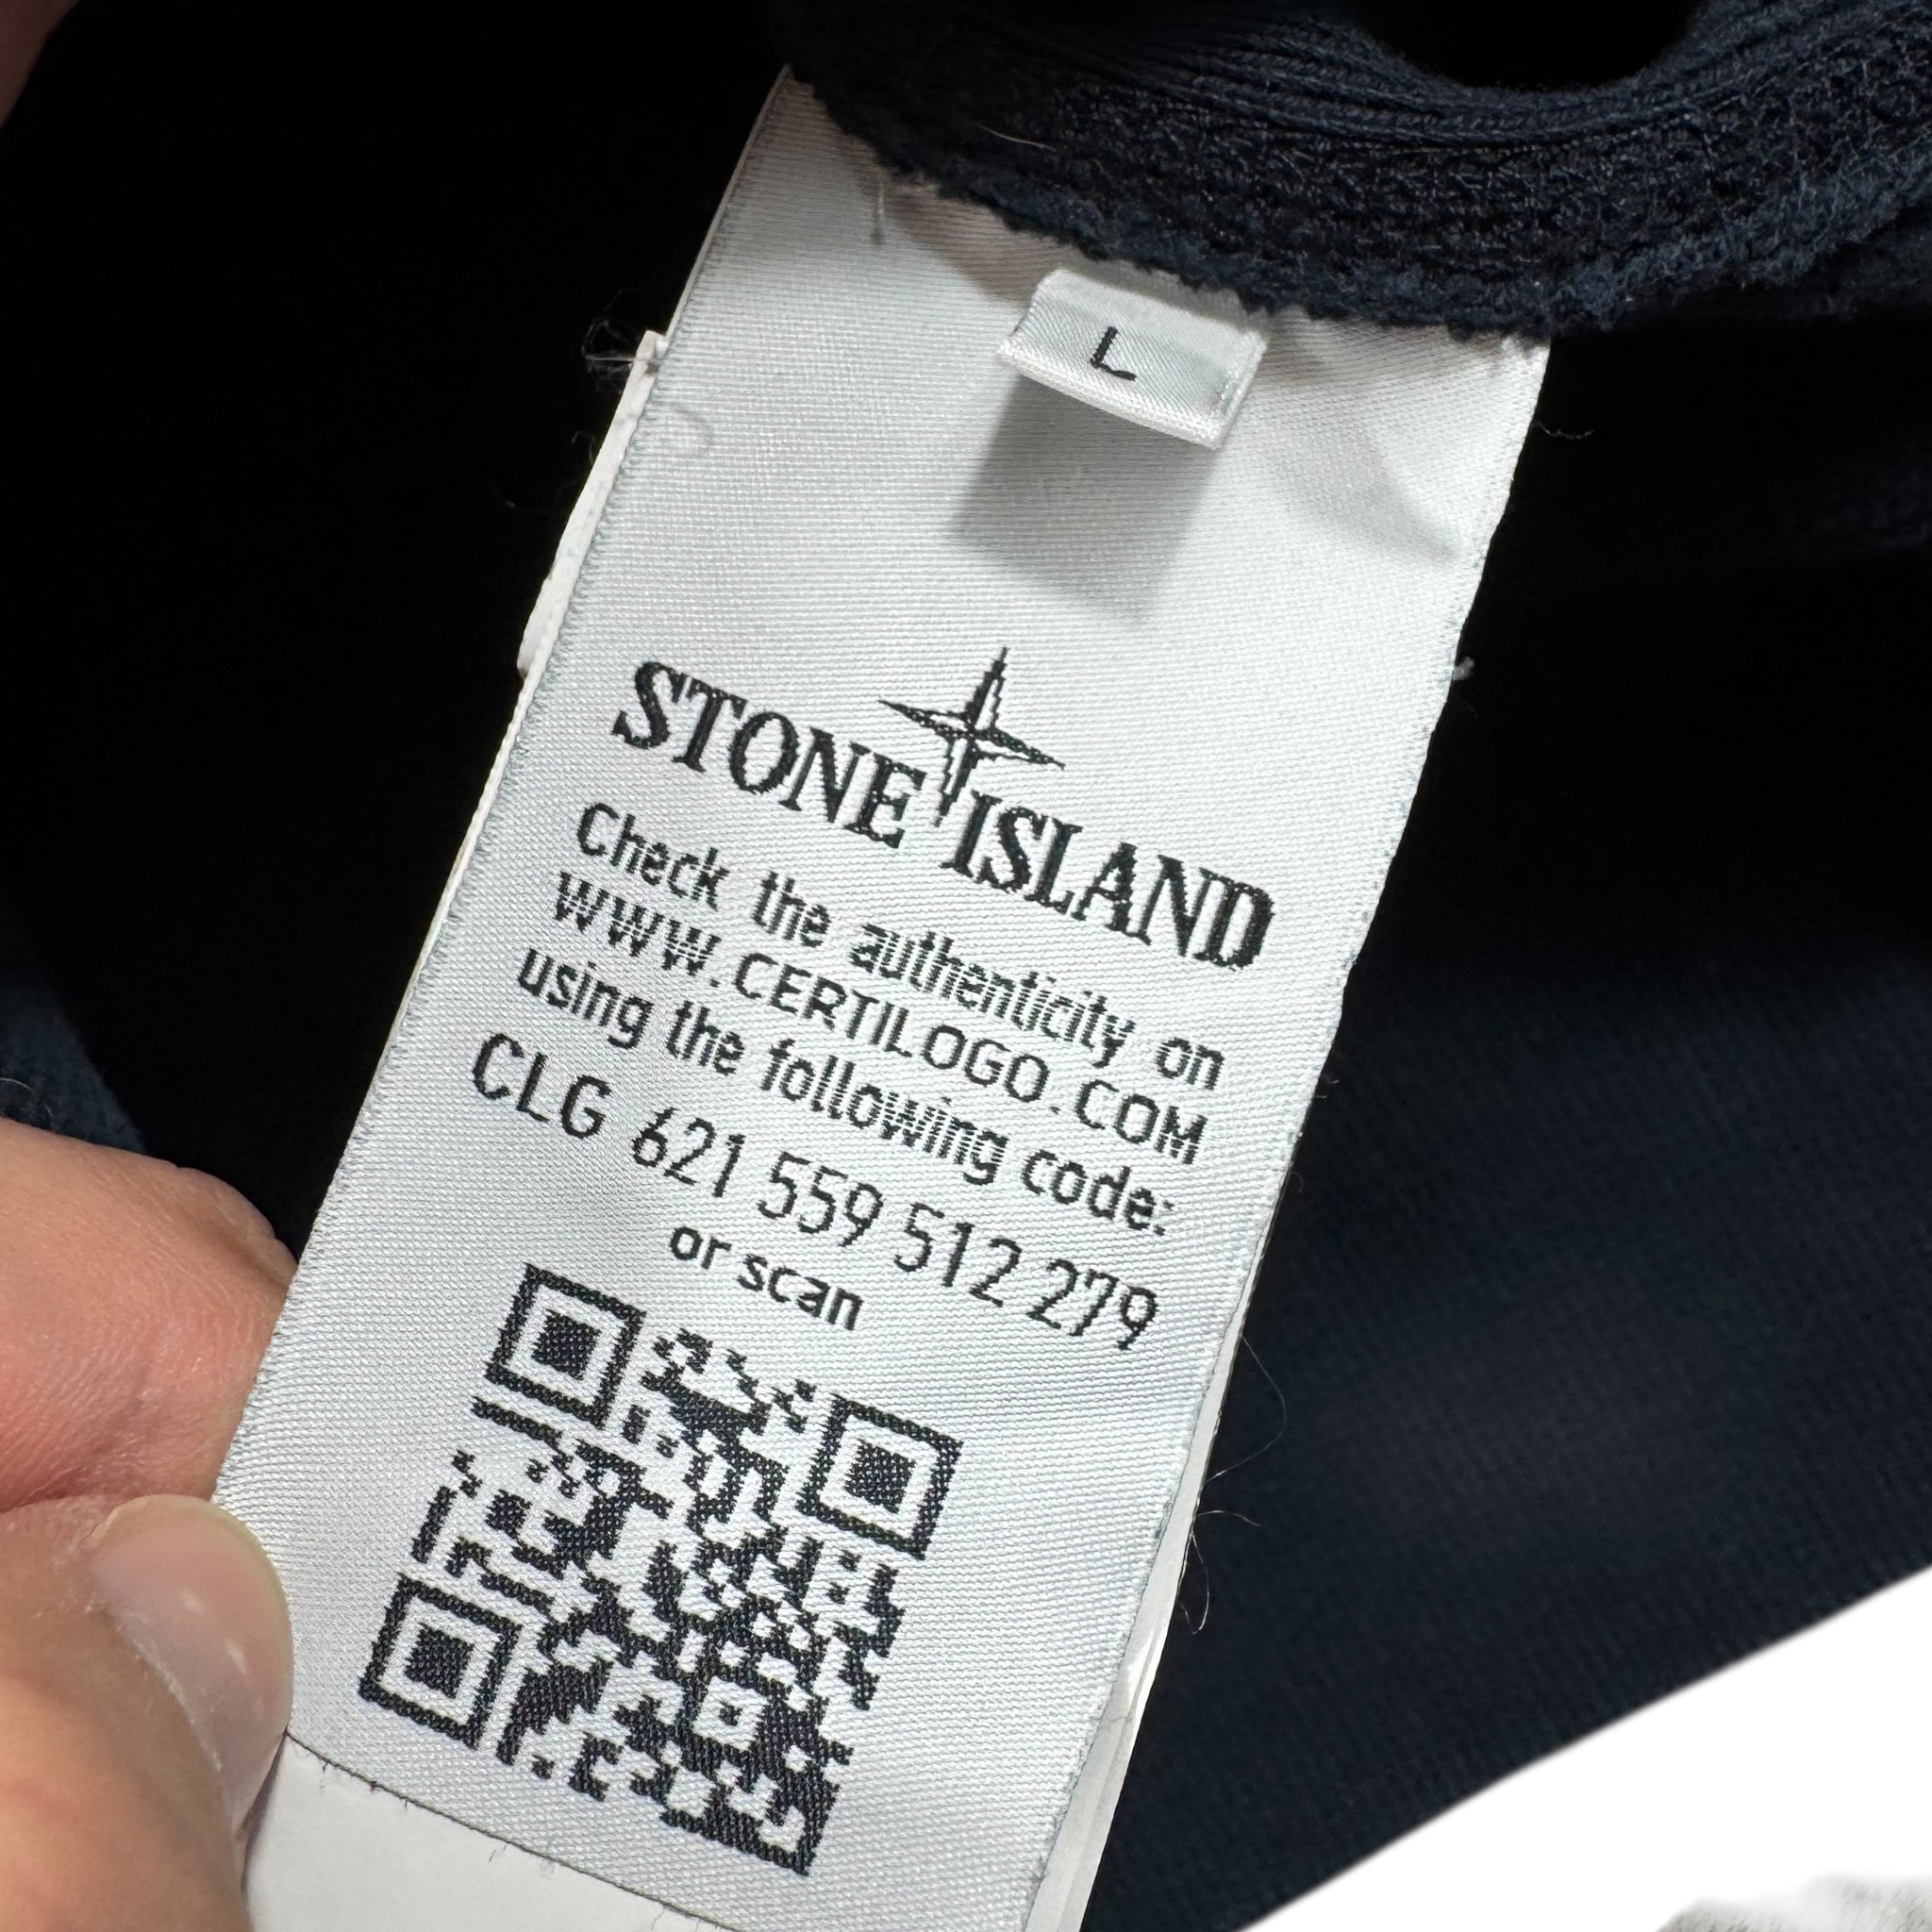 L
STONE ISLAND
Check the authenticity on
WWW.CERTILOGO.COM
using the following code:
CLG 621 559 512 279
or scan